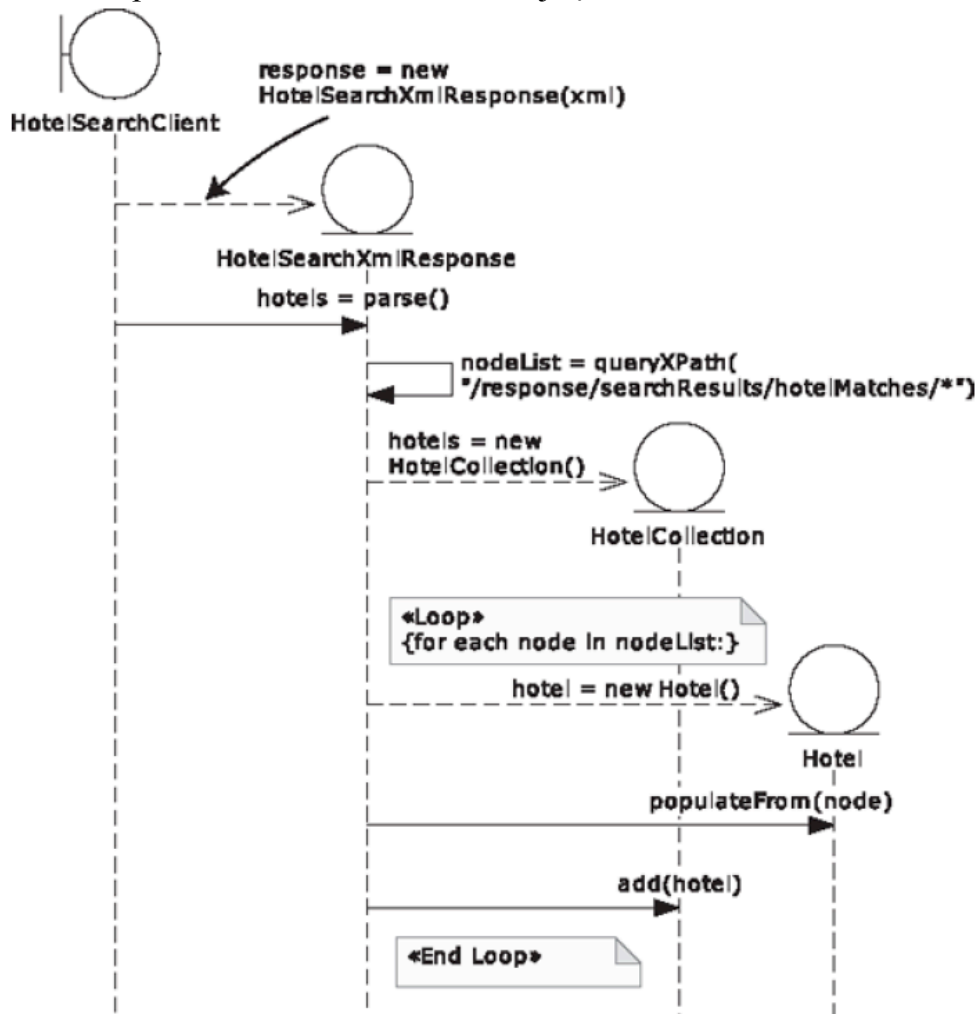 response = new
HotelSearchXmlResponse(xml)
HotelSearchClient
HotelSearchXmlResponse
hotels = parse()
nodeList = queryXPath(
"/response/searchResults/hotelMatches/*")
hotels = new
HotelCollection()
HotelCollection
«Loop»
{for each node in nodeList:}
hotel = new Hotel()
Hotel
populateFrom(node)
add(hotel)
«End Loop»